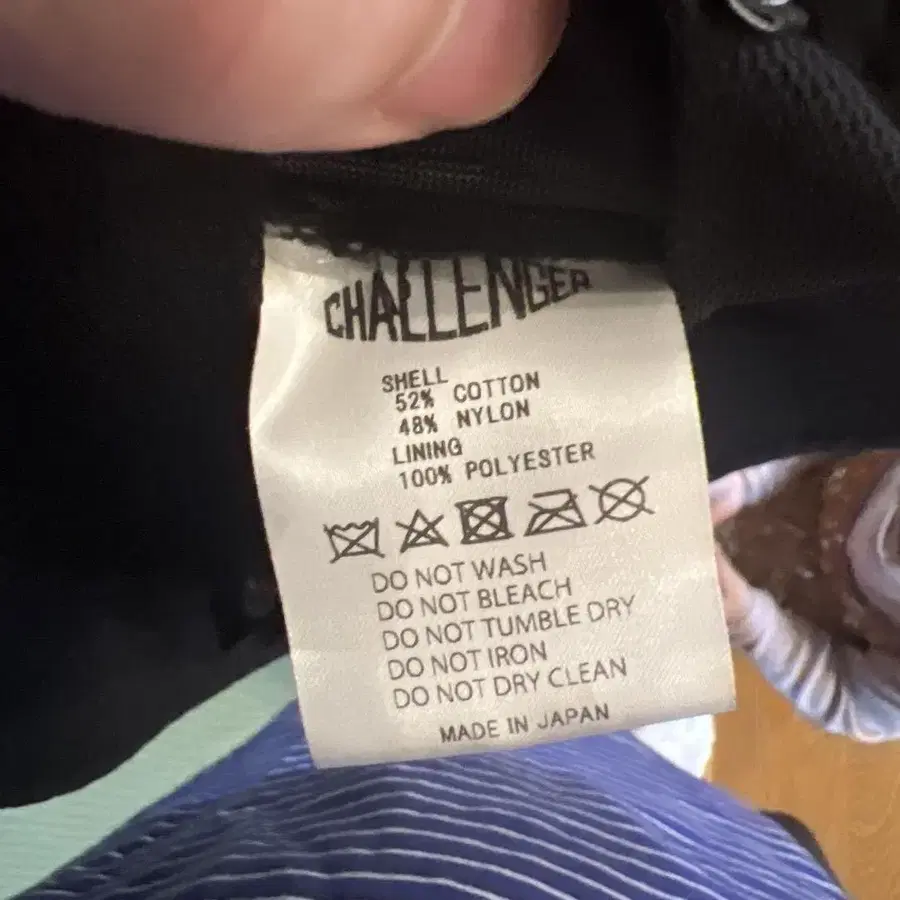 CHALLENGER
SHELL
52% COTTON
48% NYLON
LINING
100% POLYESTER
DO NOT WASH
DO NOT BLEACH
DO NOT TUMBLE DRY
DO NOT IRON
DO NOT DRY CLEAN
MADE IN JAPAN